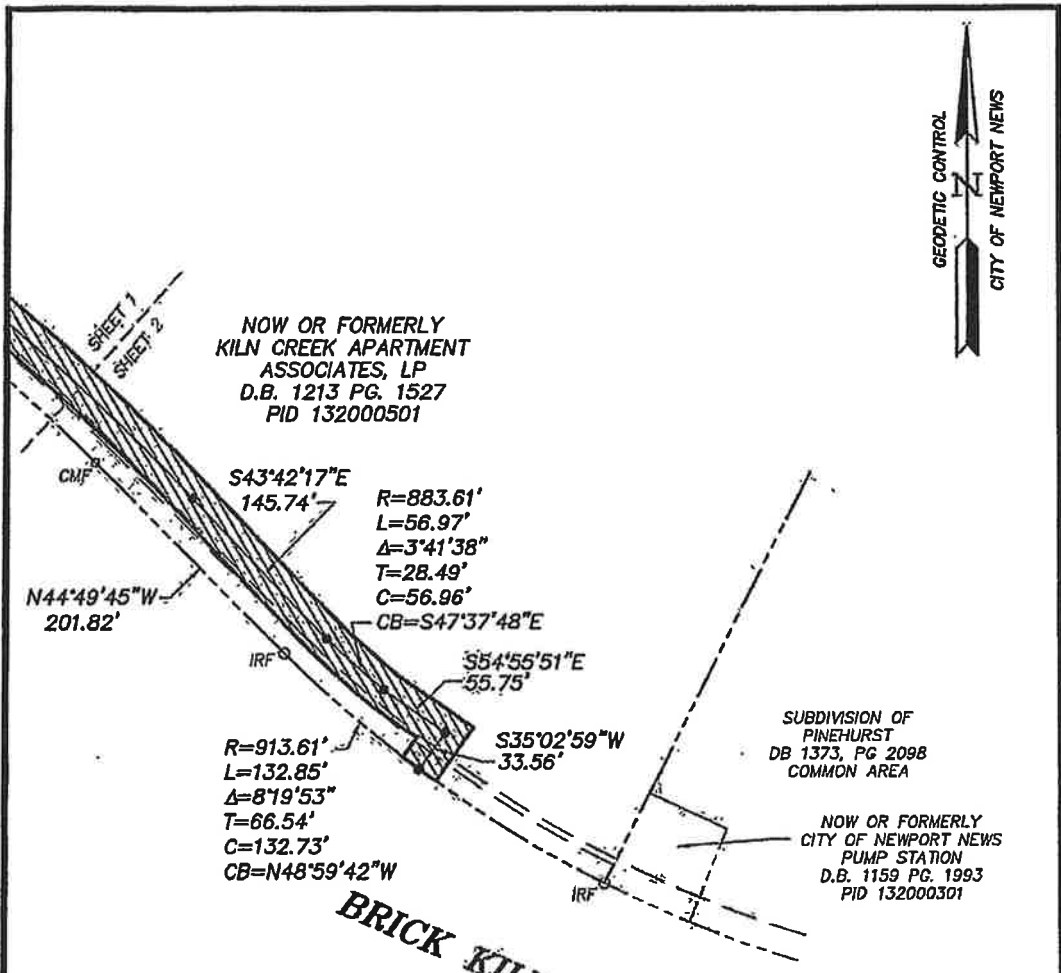 GEODETIC CONTROL
N
CITY OF NEWPORT NEWS
SHEET 1
SHEET 2
NOW OR FORMERLY
KILN CREEK APARTMENT
ASSOCIATES, LP
D.B. 1213 PG. 1527
PID 132000501
CMF
S43°42'17"E
145.74'
R=883.61'
L=56.97'
Δ=3°41'38"
T=28.49'
C=56.96'
CB=S47°37'48"E
N44°49'45"W
201.82'
IRF
S54°55'51"E
55.75'
S35°02'59"W
33.56'
R=913.61'
L=132.85'
Δ=8°19'53"
T=66.54'
C=132.73'
CB=N48°59'42"W
SUBDIVISION OF
PINEHURST
DB 1373, PG 2098
COMMON AREA
NOW OR FORMERLY
CITY OF NEWPORT NEWS
PUMP STATION
D.B. 1159 PG. 1993
PID 132000301
IRF
BRICK